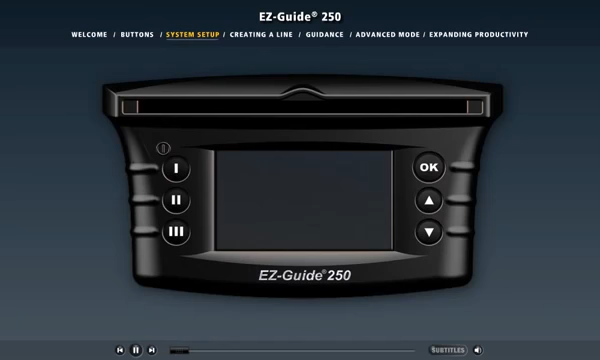 EZ-Guide® 250
WELCOME / BUTTONS / SYSTEM SETUP / CREATING A LINE / GUIDANCE / ADVANCED MODE / EXPANDING PRODUCTIVITY
I
OK
II
▲
III
▼
EZ-Guide® 250
SUBTITLES